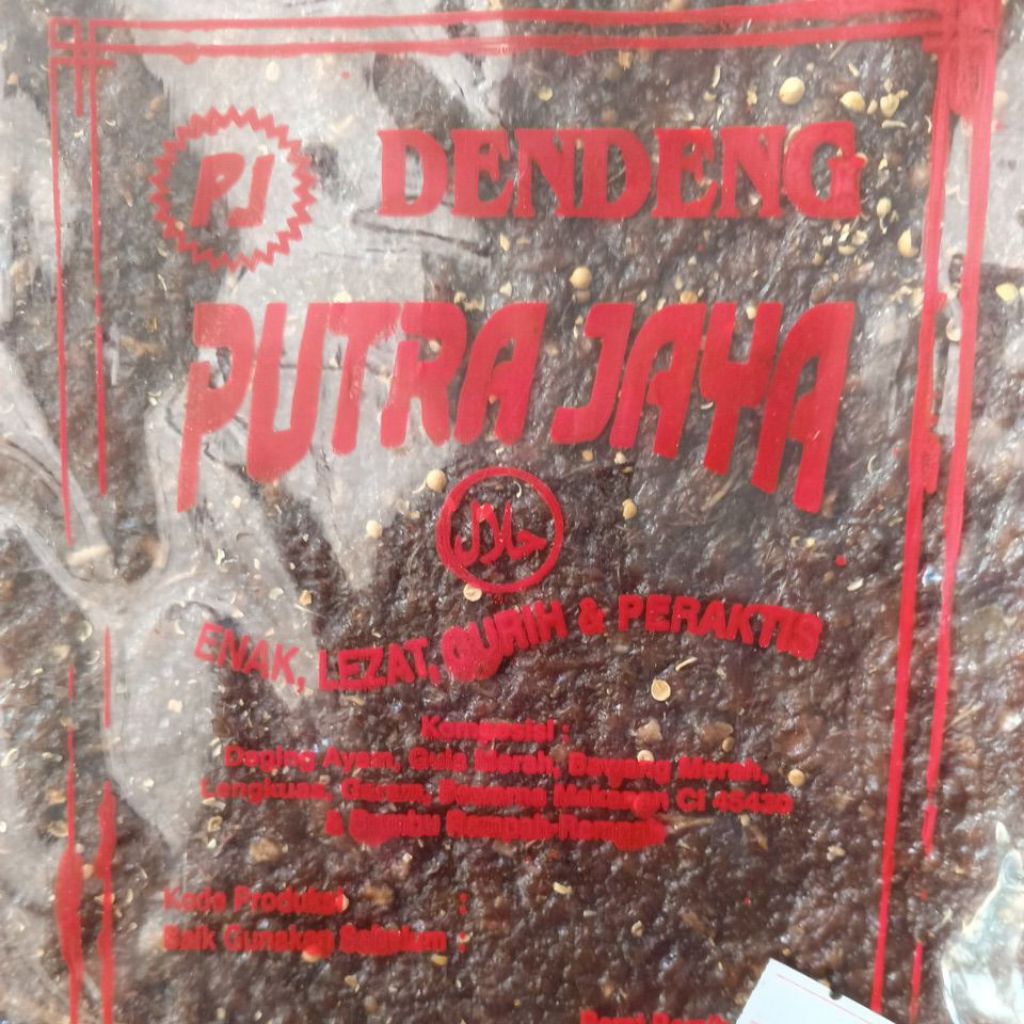 PJ
DENDENG
PUTRA JAYA
حلال
ENAK, LEZAT, GURIH & PERAKTIS
Komposisi :
Daging Ayam, Gula Merah, Bawang Merah,
Lengkuas, Garam, Pewarna Makanan CI 45430
& Bumbu Rempah-Rempah
Kode Produksi :
Baik Gunakan Sebelum :